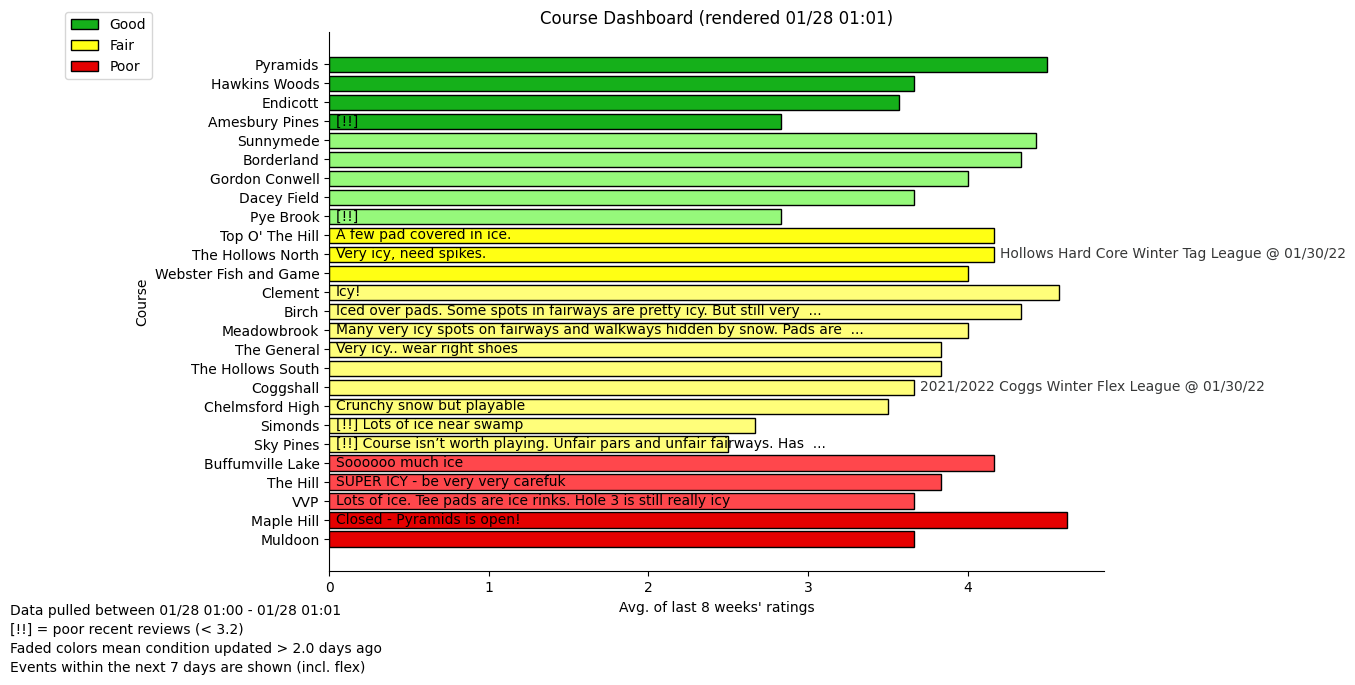 Course Dashboard (rendered 01/28 01:01)
Good
Fair
Poor
Course
Pyramids
Hawkins Woods
Endicott
Amesbury Pines [!!]
Sunnymede
Borderland
Gordon Conwell
Dacey Field
Pye Brook [!!]
Top O' The Hill A few pad covered in ice.
The Hollows North Very icy, need spikes. Hollows Hard Core Winter Tag League @ 01/30/22
Webster Fish and Game
Clement Icy!
Birch Iced over pads. Some spots in fairways are pretty icy. But still very ...
Meadowbrook Many very icy spots on fairways and walkways hidden by snow. Pads are ...
The General Very icy.. wear right shoes
The Hollows South
Coggshall 2021/2022 Coggs Winter Flex League @ 01/30/22
Chelmsford High Crunchy snow but playable
Simonds [!!] Lots of ice near swamp
Sky Pines [!!] Course isn’t worth playing. Unfair pars and unfair fairways. Has ...
Buffumville Lake Soooooo much ice
The Hill SUPER ICY - be very very carefuk
VVP Lots of ice. Tee pads are ice rinks. Hole 3 is still really icy
Maple Hill Closed - Pyramids is open!
Muldoon
0 1 2 3 4
Avg. of last 8 weeks' ratings
Data pulled between 01/28 01:00 - 01/28 01:01
[!!] = poor recent reviews (< 3.2)
Faded colors mean condition updated > 2.0 days ago
Events within the next 7 days are shown (incl. flex)